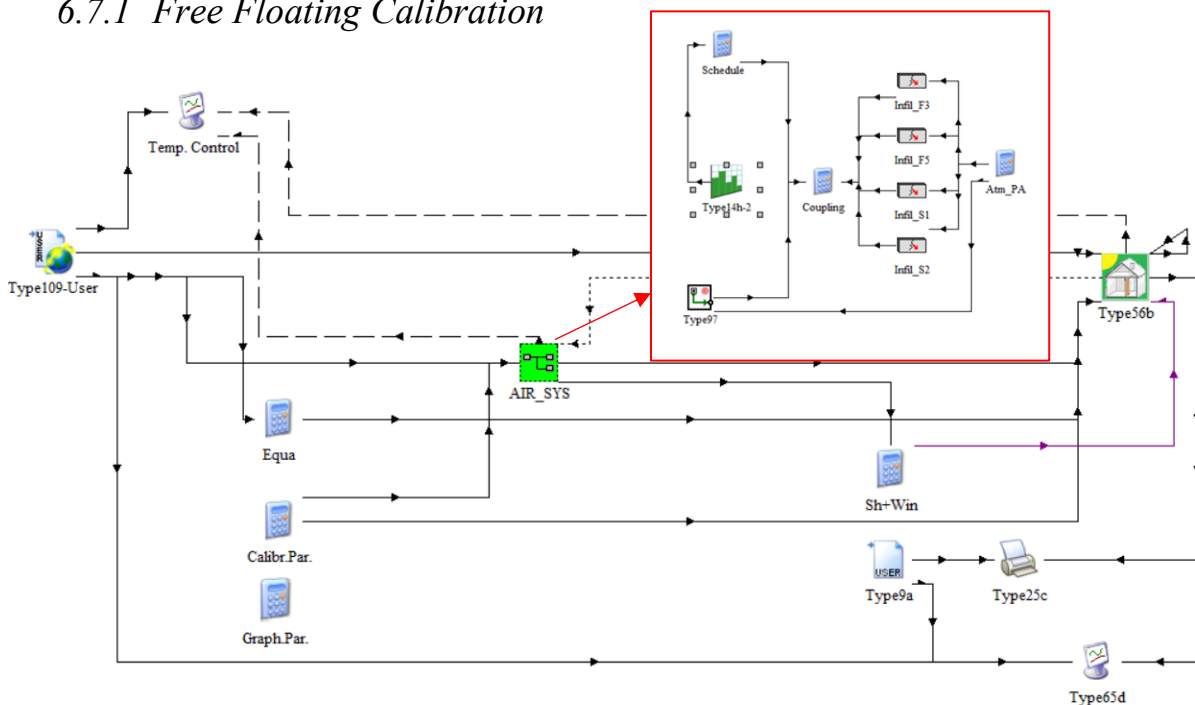 6.7.1 Free Floating Calibration
Schedule
Infil_F3
Temp. Control
Infil_F5
Type14h-2
Coupling
Atm_PA
Infil_S1
USER
Infil_S2
Type109-User
Type97
Type56b
AIR_SYS
Equa
Sh+Win
Calibr.Par.
USER
Type9a
Type25c
Graph.Par.
Type65d